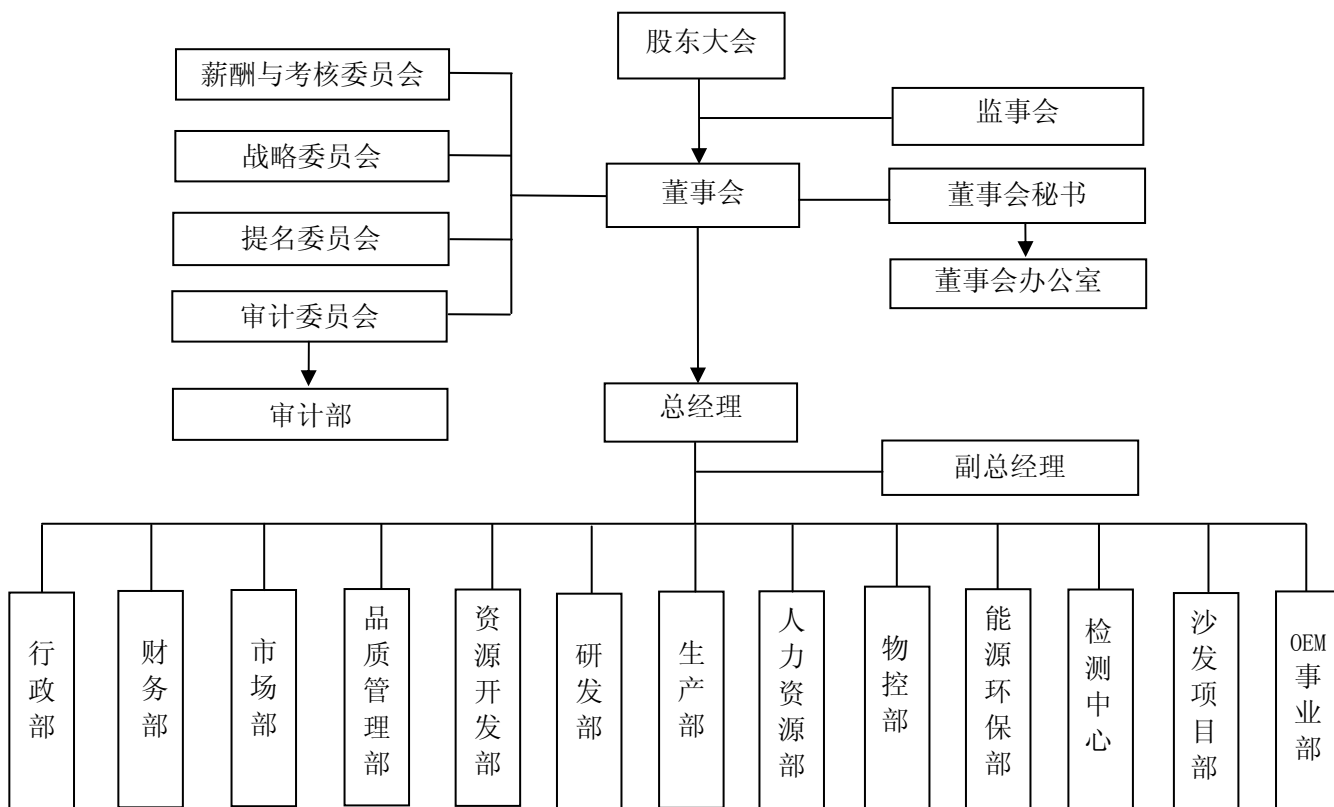 股东大会
薪酬与考核委员会
监事会
战略委员会
董事会
董事会秘书
提名委员会
董事会办公室
审计委员会
总经理
审计部
副总经理
行政部
财务部
市场部
品质管理部
资源开发部
研发部
生产部
人力资源部
物控部
能源环保部
检测中心
沙发项目部
OEM事业部